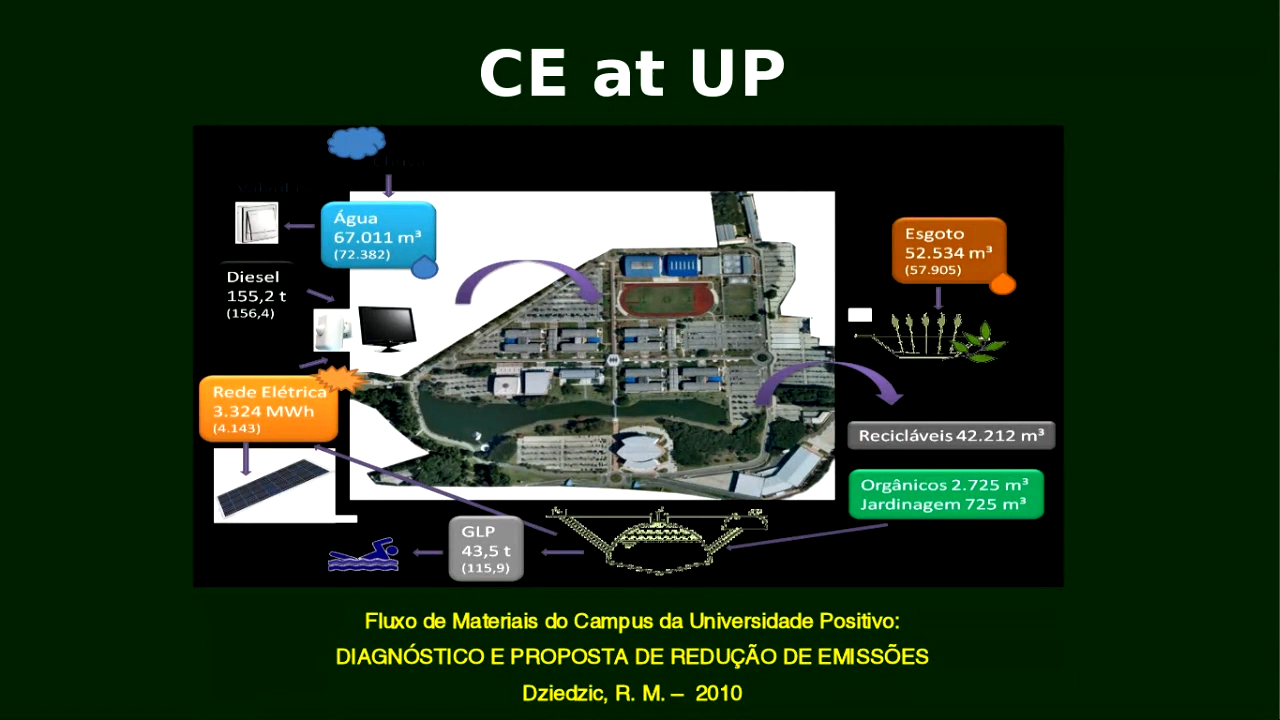 CE at UP
Água
67.011 m³
(72.382)
Diesel
155,2 t
(156,4)
Rede Elétrica
3.324 MWh
(4.143)
Esgoto
52.534 m³
(57.905)
Recicláveis 42.212 m³
Orgânicos 2.725 m³
Jardinagem 725 m³
GLP
43,5 t
(115,9)
Fluxo de Materiais do Campus da Universidade Positivo:
DIAGNÓSTICO E PROPOSTA DE REDUÇÃO DE EMISSÕES
Dziedzic, R. M. – 2010